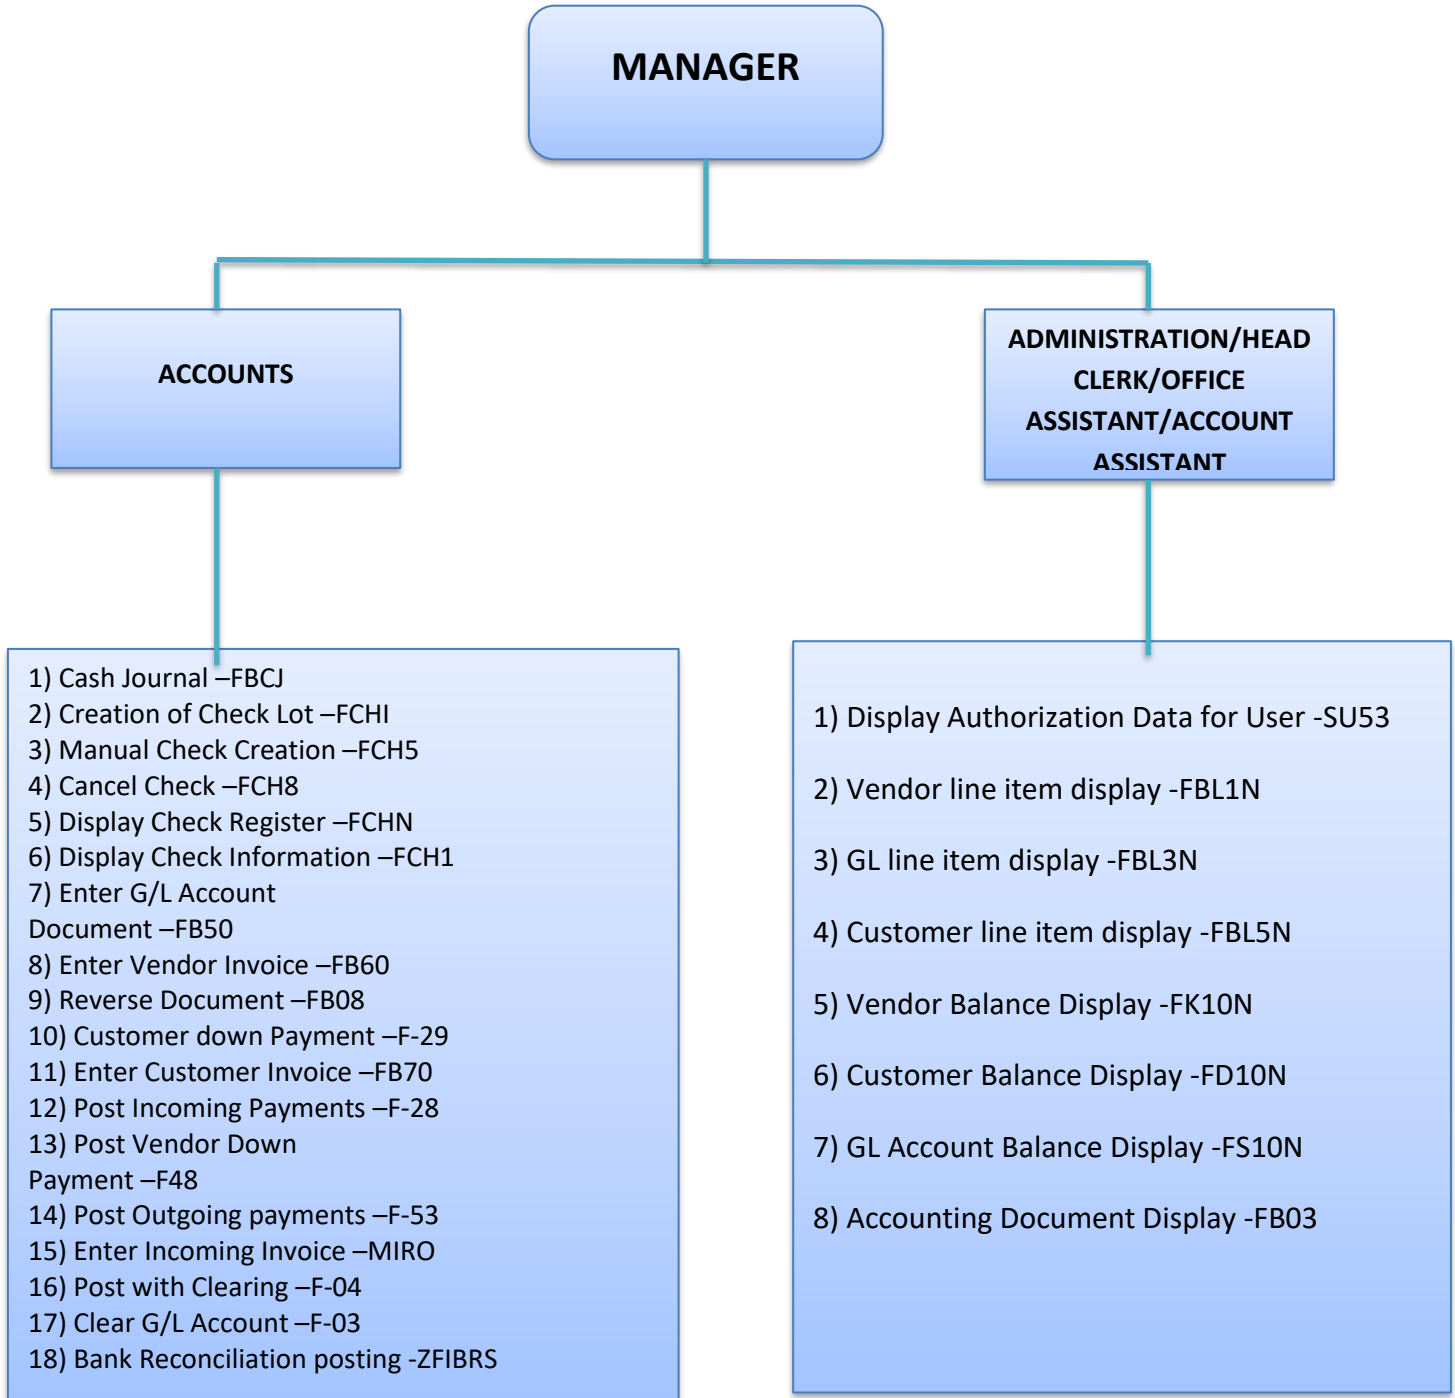 MANAGER
ACCOUNTS
ADMINISTRATION/HEAD
CLERK/OFFICE
ASSISTANT/ACCOUNT
ASSISTANT
1) Cash Journal –FBCJ
2) Creation of Check Lot –FCHI
3) Manual Check Creation –FCH5
4) Cancel Check –FCH8
5) Display Check Register –FCHN
6) Display Check Information –FCH1
7) Enter G/L Account
Document –FB50
8) Enter Vendor Invoice –FB60
9) Reverse Document –FB08
10) Customer down Payment –F-29
11) Enter Customer Invoice –FB70
12) Post Incoming Payments –F-28
13) Post Vendor Down
Payment –F48
14) Post Outgoing payments –F-53
15) Enter Incoming Invoice –MIRO
16) Post with Clearing –F-04
17) Clear G/L Account –F-03
18) Bank Reconciliation posting -ZFIBRS
1) Display Authorization Data for User -SU53
2) Vendor line item display -FBL1N
3) GL line item display -FBL3N
4) Customer line item display -FBL5N
5) Vendor Balance Display -FK10N
6) Customer Balance Display -FD10N
7) GL Account Balance Display -FS10N
8) Accounting Document Display -FB03